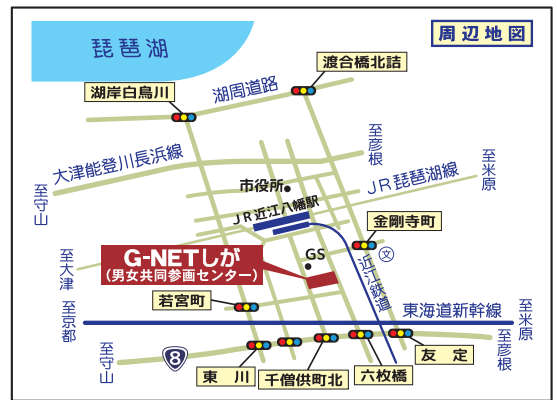 周辺地図
琵琶湖
渡合橋北詰
湖岸白鳥川
湖周道路
至彦根
大津能登川長浜線
至守山
至米原
JR琵琶湖線
市役所
JR近江八幡駅
金剛寺町
文
GS
近江鉄道
至大津
G-NETしが
(男女共同参画センター)
若宮町
至京都
東海道新幹線
至米原
至彦根
至守山
8
東川
千僧供町北
六枚橋
友定